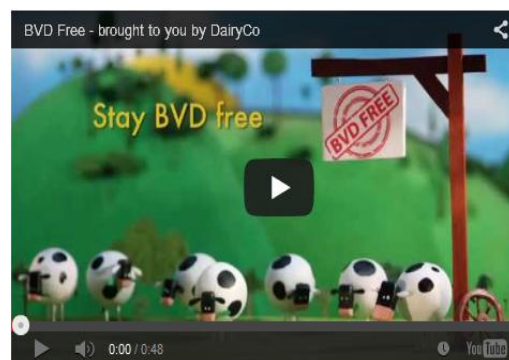 BVD Free - brought to you by DairyCo
Stay BVD free
BVD FREE
0:00 / 0:48
YouTube